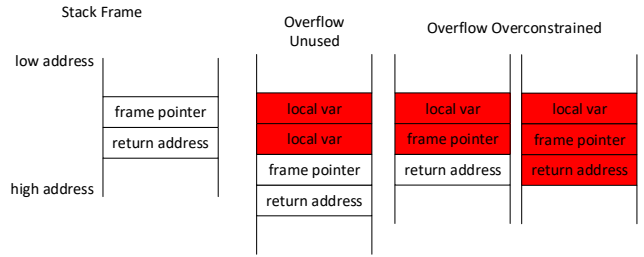 Stack Frame
Overflow
Unused
Overflow Overconstrained
low address
high address
frame pointer
return address
local var
local var
frame pointer
return address
local var
frame pointer
return address
local var
frame pointer
return address